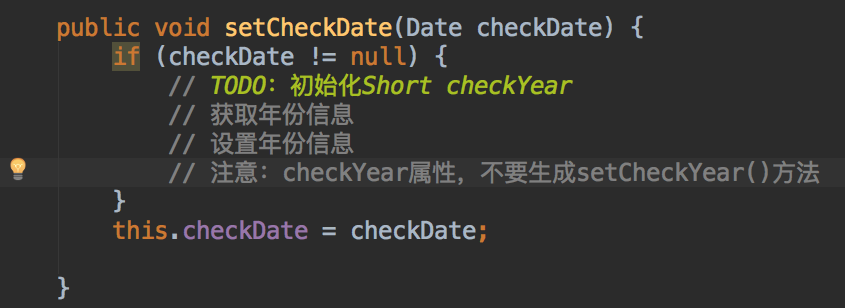 public void setCheckDate(Date checkDate) {
if (checkDate != null) {
// TODO：初始化Short checkYear
// 获取年份信息
// 设置年份信息
// 注意：checkYear属性，不要生成setCheckYear()方法
}
this.checkDate = checkDate;
}